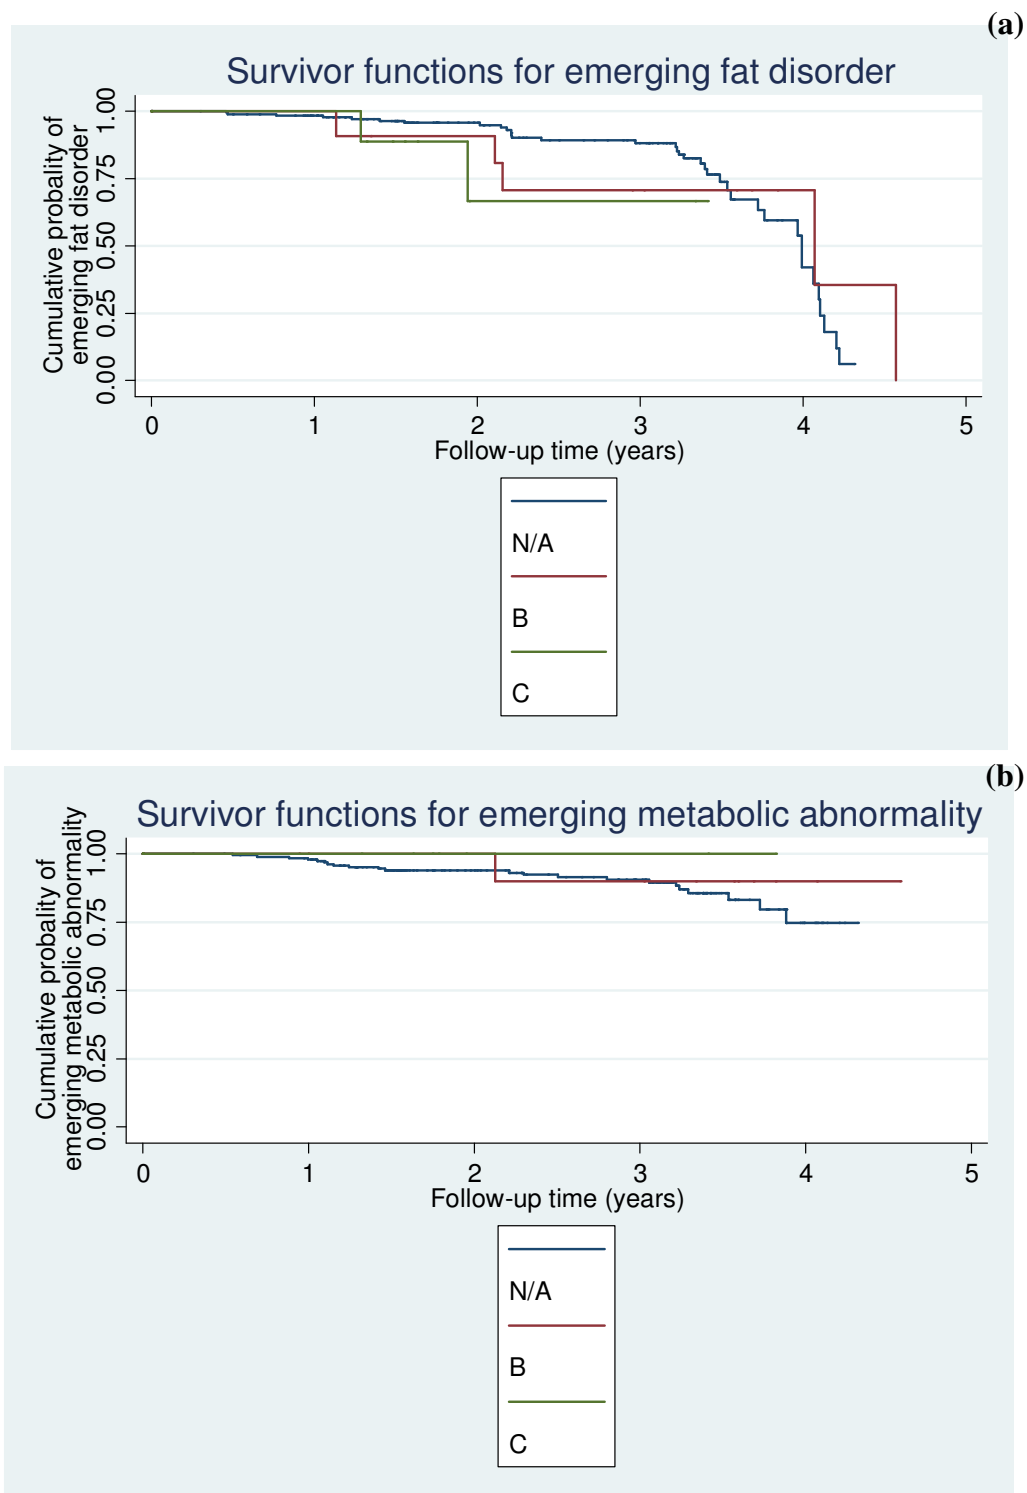 (a)
Survivor functions for emerging fat disorder
Cumulative probality of
emerging fat disorder
1.00
0.75
0.50
0.25
0.00
0 1 2 3 4 5
Follow-up time (years)
N/A
B
C
(b)
Survivor functions for emerging metabolic abnormality
Cumulative probality of
emerging metabolic abnormality
1.00
0.75
0.50
0.25
0.00
0 1 2 3 4 5
Follow-up time (years)
N/A
B
C